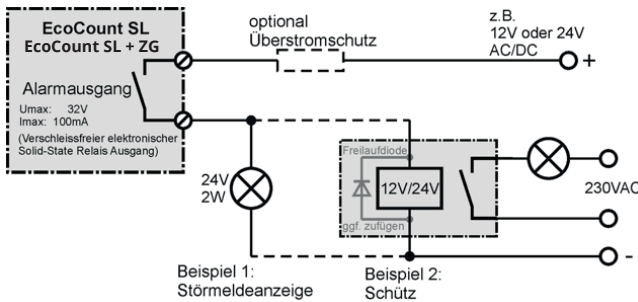 EcoCount SL
EcoCount SL + ZG
Alarmausgang
Umax: 32V
Imax: 100mA
(Verschleissfreier elektronischer
Solid-State Relais Ausgang)
optional
Überstromschutz
z.B.
12V oder 24V
AC/DC
+
24V
2W
Freilaufdiode
12V/24V
ggf. zufügen
230VAC
-
Beispiel 1:
Störmeldeanzeige
Beispiel 2:
Schütz